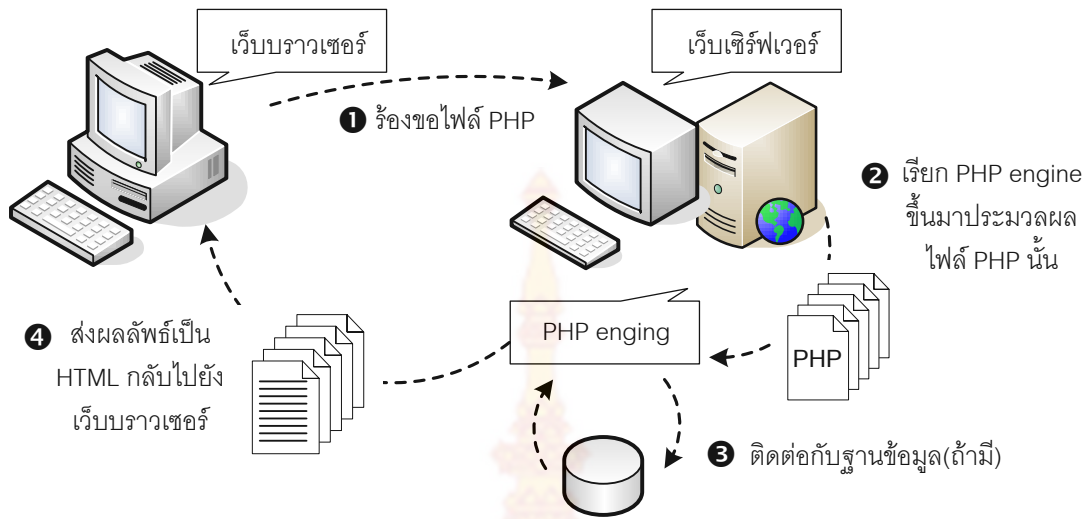 เว็บบราวเซอร์
เว็บเซิร์ฟเวอร์
❶ ร้องขอไฟล์ PHP
❷ เรียก PHP engine
ขึ้นมาประมวลผล
ไฟล์ PHP นั้น
PHP
PHP enging
❸ ติดต่อกับฐานข้อมูล(ถ้ามี)
❹ ส่งผลลัพธ์เป็น
HTML กลับไปยัง
เว็บบราวเซอร์